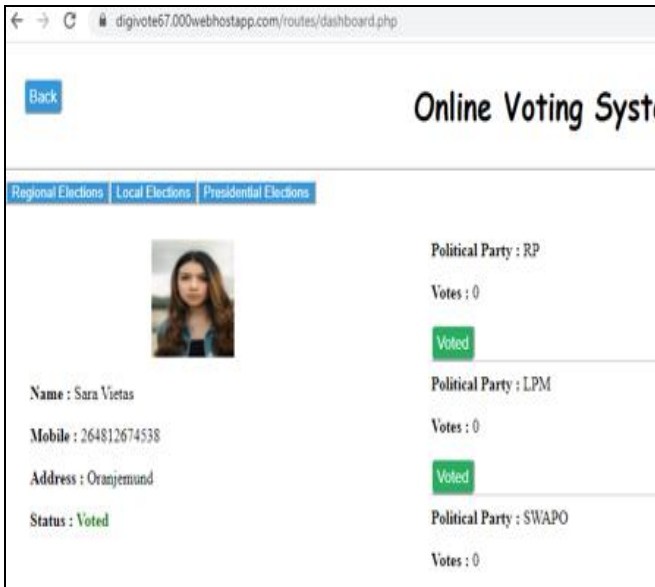 digivote67.000webhostapp.com/routes/dashboard.php
Back
Online Voting Syste
Regional Elections Local Elections Presidential Elections
Name : Sara Vietas
Mobile : 264812674538
Address : Oranjemund
Status : Voted
Political Party : RP
Votes : 0
Voted
Political Party : LPM
Votes : 0
Voted
Political Party : SWAPO
Votes : 0